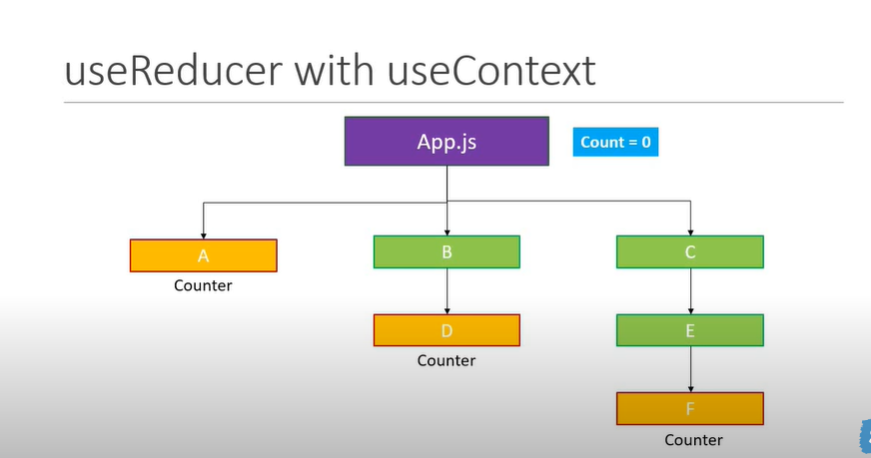 useReducer with useContext
App.js
Count = 0
A
B
C
Counter
D
E
Counter
F
Counter